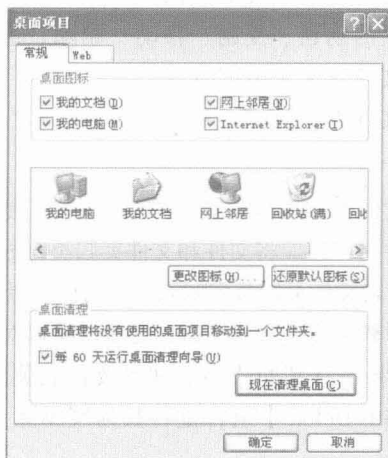 桌面项目
常规 Web
桌面图标
我的文档(D) 网上邻居(N)
我的电脑(M) Internet Explorer(I)
我的电脑 我的文档 网上邻居 回收站(满) 回收
更改图标(H)... 还原默认图标(S)
桌面清理
桌面清理将没有使用的桌面项目移动到一个文件夹。
每 60 天运行桌面清理向导(U)
现在清理桌面(C)
确定 取消